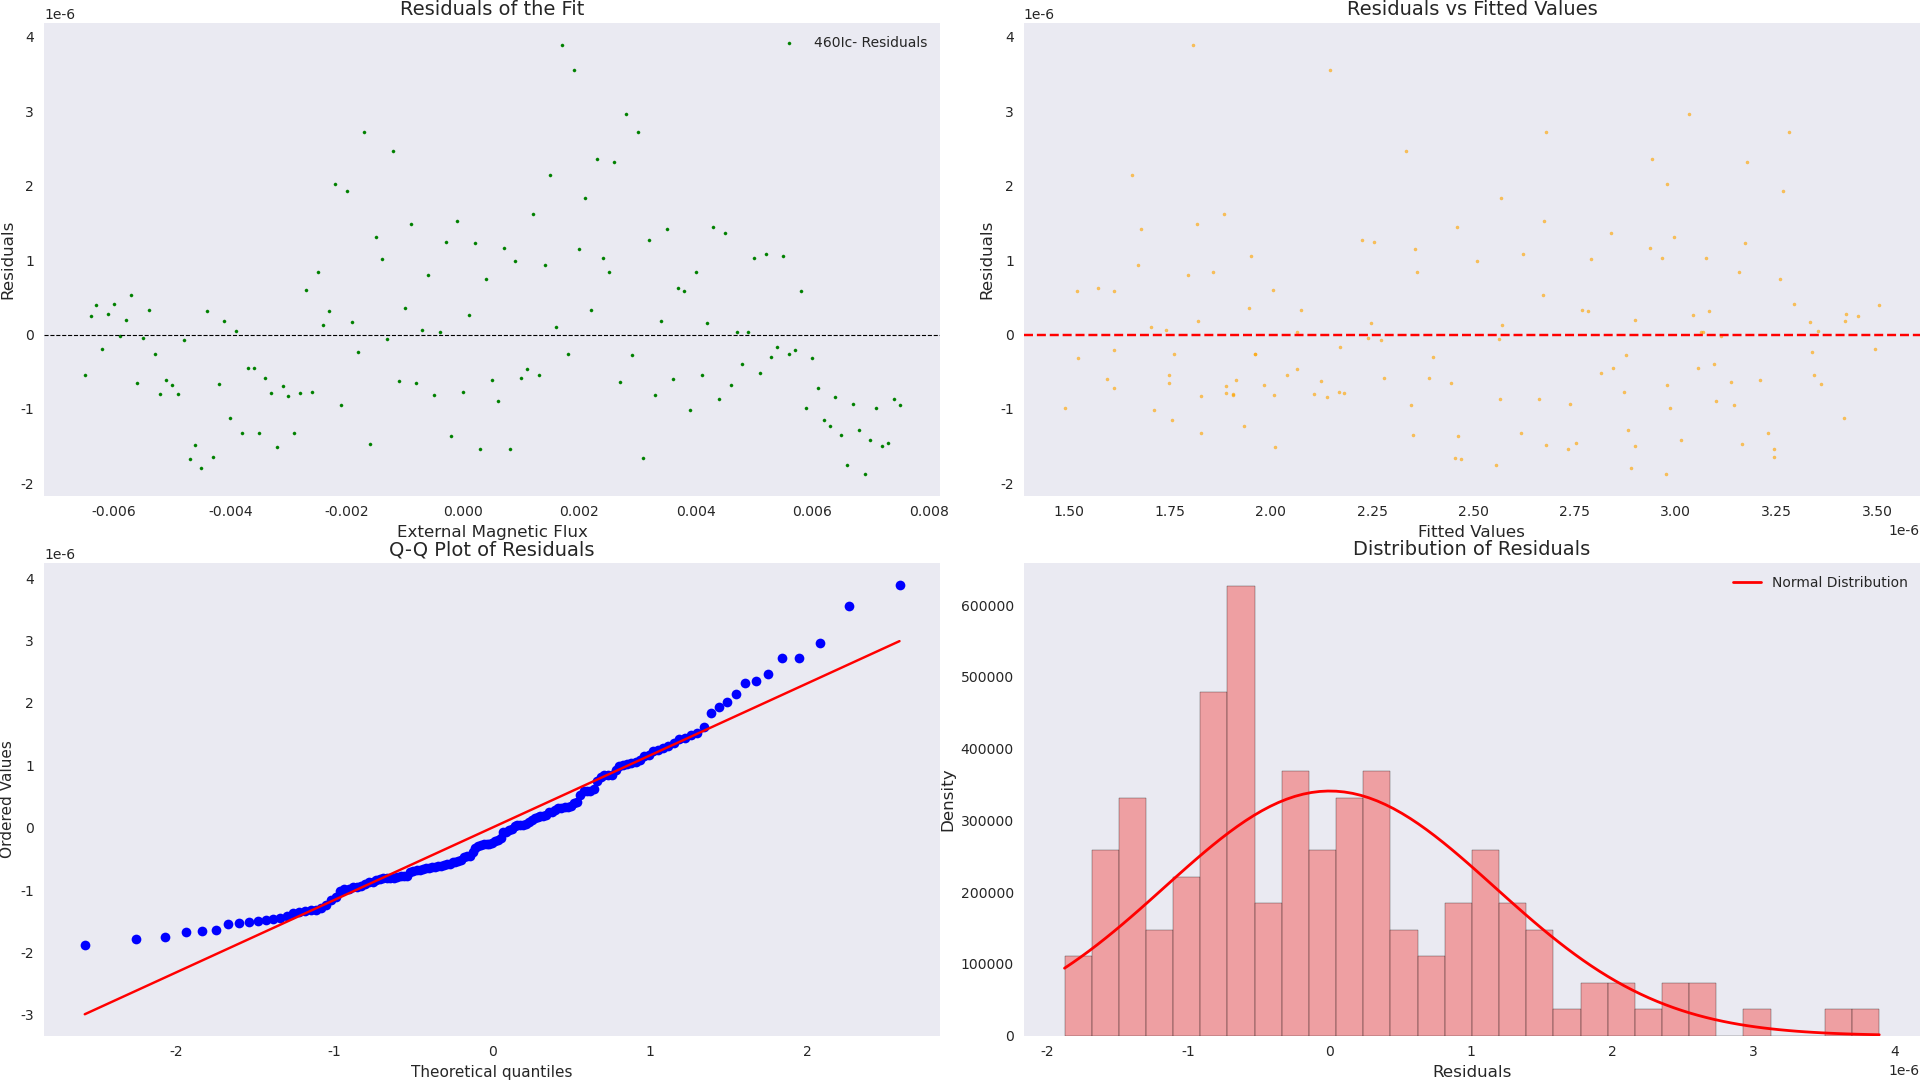 Residuals of the Fit
1e-6
460Ic- Residuals
4
3
2
1
0
-1
-2
Residuals
-0.006 -0.004 -0.002 0.000 0.002 0.004 0.006 0.008
External Magnetic Flux
Residuals vs Fitted Values
1e-6
4
3
2
1
0
-1
-2
Residuals
1.50 1.75 2.00 2.25 2.50 2.75 3.00 3.25 3.50
1e-6
Fitted Values
Q-Q Plot of Residuals
1e-6
4
3
2
1
0
-1
-2
-3
Ordered Values
-2 -1 0 1 2
Theoretical quantiles
Distribution of Residuals
Normal Distribution
600000
500000
400000
300000
200000
100000
0
Density
-2 -1 0 1 2 3 4
1e-6
Residuals